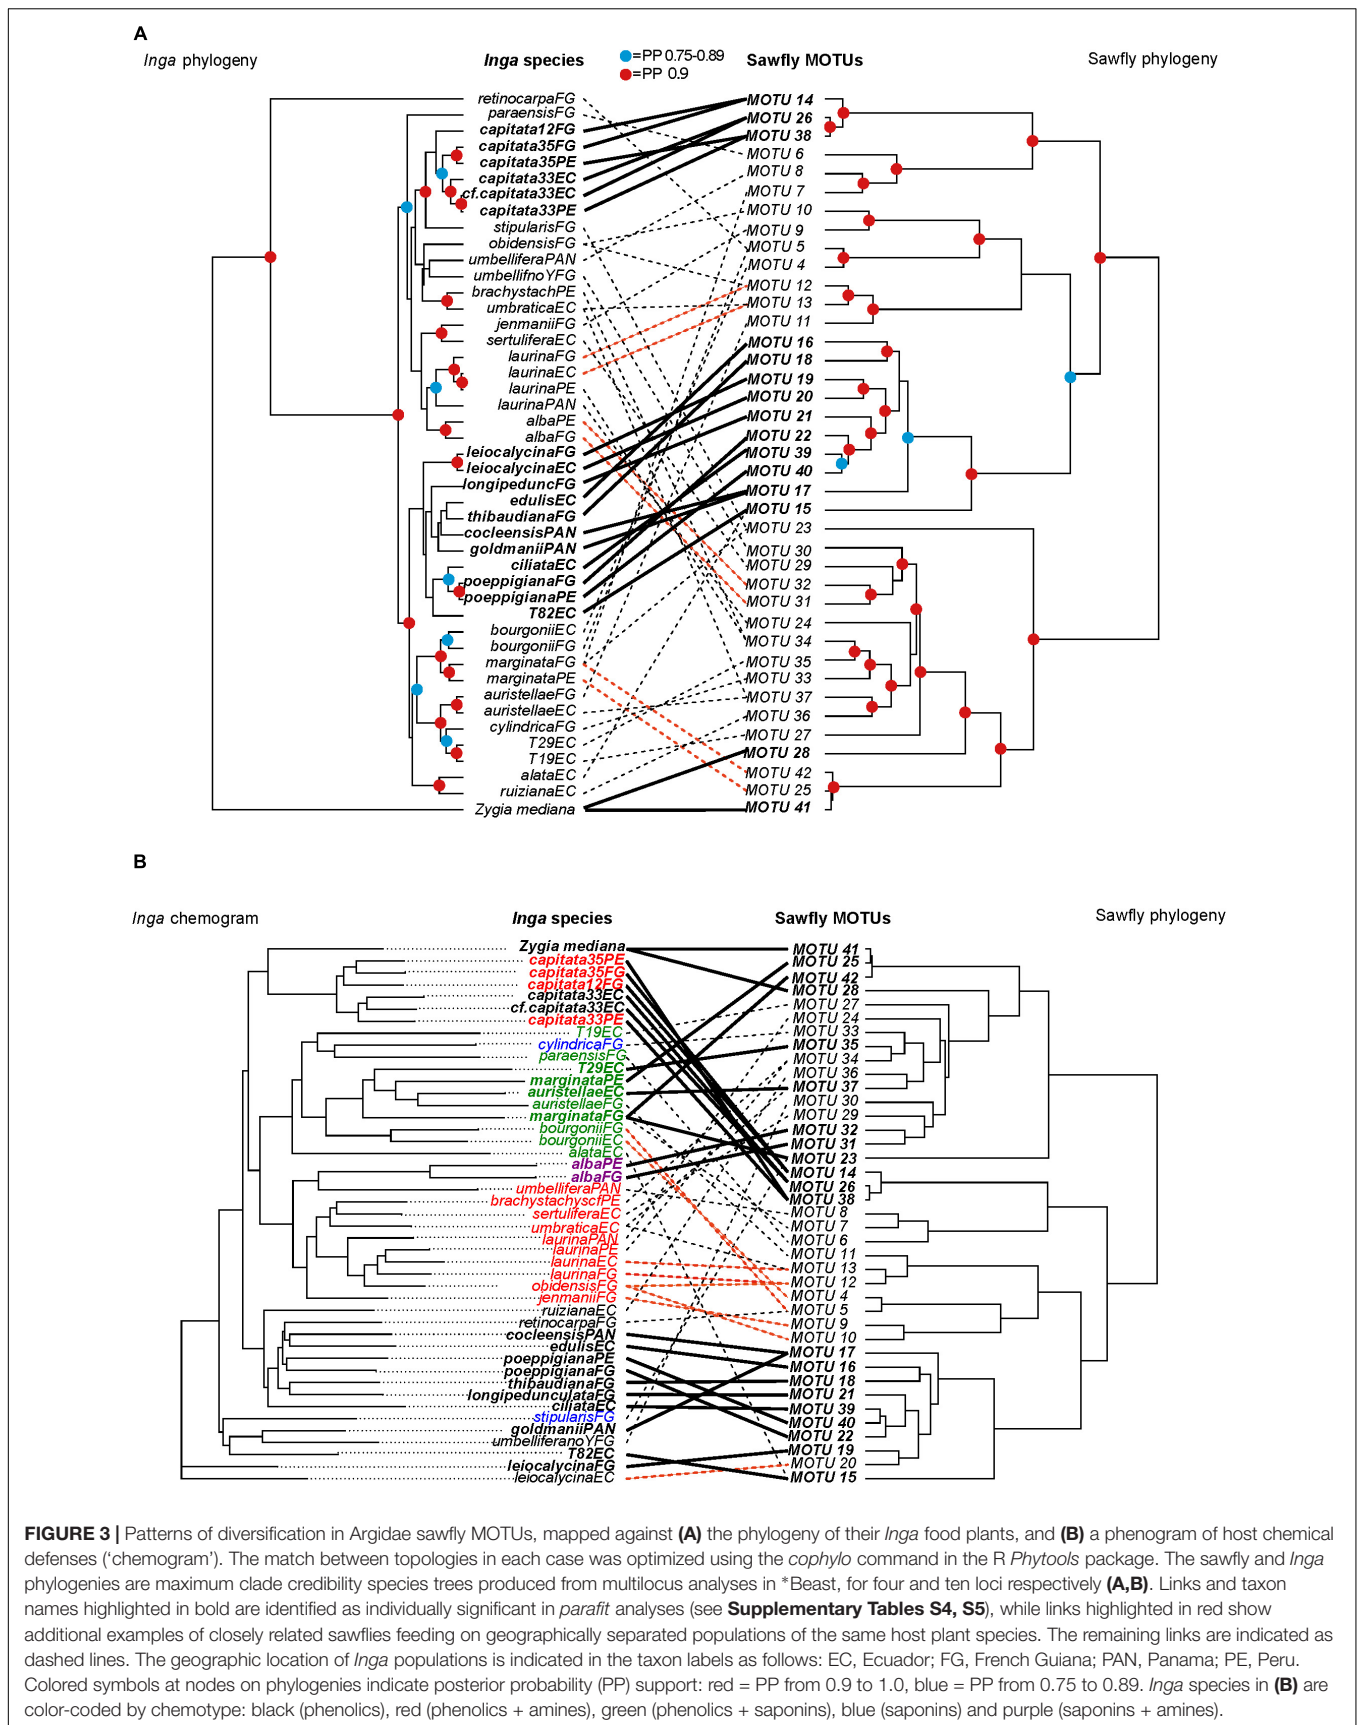 A
Inga phylogeny
Inga species
=PP 0.75-0.89
=PP 0.9
Sawfly MOTUs
Sawfly phylogeny
retinocarpaFG
paraensisFG
capitata12FG
capitata35FG
capitata35PE
capitata33EC
cf.capitata33EC
capitata33PE
stipularisFG
obidensisFG
umbelliferaPAN
umbellifnoYFG
brachystachPE
umbraticaEC
jenmaniiFG
sertuliferaEC
laurinaFG
laurinaEC
laurinaPE
laurinaPAN
albaPE
albaFG
leiocalycinaFG
leiocalycinaEC
longipeduncFG
edulisEC
thibaudianaFG
cocleensisPAN
goldmaniiPAN
ciliataEC
poeppigianaFG
poeppigianaPE
T82EC
bourgoniiEC
bourgoniiFG
marginataFG
marginataPE
auristellaeFG
auristellaeEC
cylindricaFG
T29EC
T19EC
alataEC
ruizianaEC
Zygia mediana
MOTU 14
MOTU 26
MOTU 38
MOTU 6
MOTU 8
MOTU 7
MOTU 10
MOTU 9
MOTU 5
MOTU 4
MOTU 12
MOTU 13
MOTU 11
MOTU 16
MOTU 18
MOTU 19
MOTU 20
MOTU 21
MOTU 22
MOTU 39
MOTU 40
MOTU 17
MOTU 15
MOTU 23
MOTU 30
MOTU 29
MOTU 32
MOTU 31
MOTU 24
MOTU 34
MOTU 35
MOTU 33
MOTU 37
MOTU 36
MOTU 27
MOTU 28
MOTU 42
MOTU 25
MOTU 41
B
Inga chemogram
Inga species
Sawfly MOTUs
Sawfly phylogeny
Zygia mediana
capitata35PE
capitata35FG
capitata12FG
capitata33EC
cf.capitata33EC
capitata33PE
T19EC
cylindricaFG
paraensisFG
T29EC
marginataPE
auristellaeEC
auristellaeFG
marginataFG
bourgoniiFG
bourgoniiEC
alataEC
albaPE
albaFG
umbelliferaPAN
brachystachyscfPE
sertuliferaEC
umbraticaEC
laurinaPAN
laurinaPE
laurinaEC
laurinaFG
obidensisFG
jenmaniiFG
ruizianaEC
retinocarpaFG
cocleensisPAN
edulisEC
poeppigianaPE
poeppigianaFG
thibaudianaFG
longipedunculataFG
ciliataEC
stipularisFG
goldmaniiPAN
umbelliferanoYFG
T82EC
leiocalycinaFG
leiocalycinaEC
MOTU 41
MOTU 25
MOTU 42
MOTU 28
MOTU 27
MOTU 24
MOTU 33
MOTU 35
MOTU 34
MOTU 36
MOTU 37
MOTU 30
MOTU 29
MOTU 32
MOTU 31
MOTU 23
MOTU 14
MOTU 26
MOTU 38
MOTU 8
MOTU 7
MOTU 6
MOTU 11
MOTU 13
MOTU 12
MOTU 4
MOTU 5
MOTU 9
MOTU 10
MOTU 17
MOTU 16
MOTU 18
MOTU 21
MOTU 39
MOTU 40
MOTU 22
MOTU 19
MOTU 20
MOTU 15
FIGURE 3 | Patterns of diversification in Argidae sawfly MOTUs, mapped against (A) the phylogeny of their Inga food plants, and (B) a phenogram of host chemical
defenses (‘chemogram’). The match between topologies in each case was optimized using the cophylo command in the R Phytools package. The sawfly and Inga
phylogenies are maximum clade credibility species trees produced from multilocus analyses in *Beast, for four and ten loci respectively (A,B). Links and taxon
names highlighted in bold are identified as individually significant in parafit analyses (see Supplementary Tables S4, S5), while links highlighted in red show
additional examples of closely related sawflies feeding on geographically separated populations of the same host plant species. The remaining links are indicated as
dashed lines. The geographic location of Inga populations is indicated in the taxon labels as follows: EC, Ecuador; FG, French Guiana; PAN, Panama; PE, Peru.
Colored symbols at nodes on phylogenies indicate posterior probability (PP) support: red = PP from 0.9 to 1.0, blue = PP from 0.75 to 0.89. Inga species in (B) are
color-coded by chemotype: black (phenolics), red (phenolics + amines), green (phenolics + saponins), blue (saponins) and purple (saponins + amines).